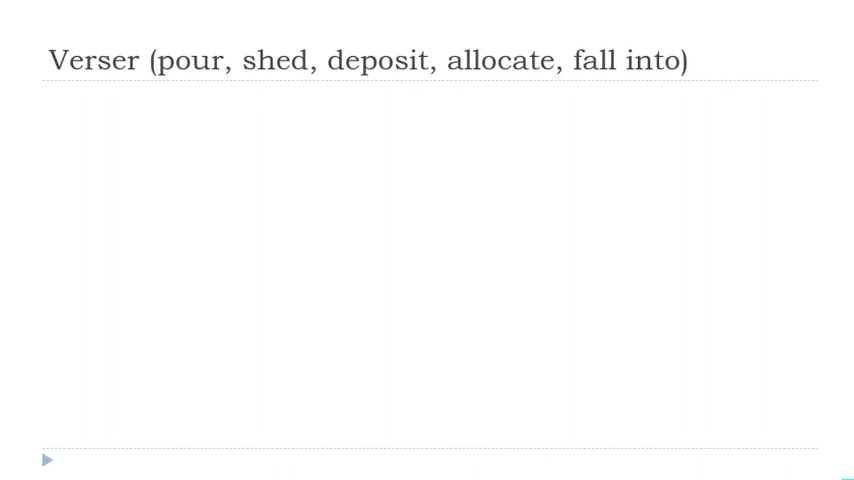 Verser (pour, shed, deposit, allocate, fall into)